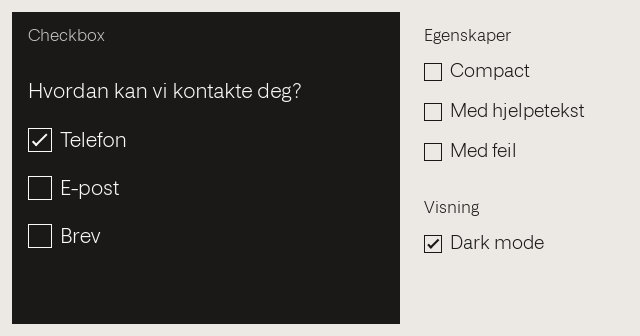 Checkbox
Hvordan kan vi kontakte deg?
Telefon
E-post
Brev
Egenskaper
Compact
Med hjelpetekst
Med feil
Visning
Dark mode